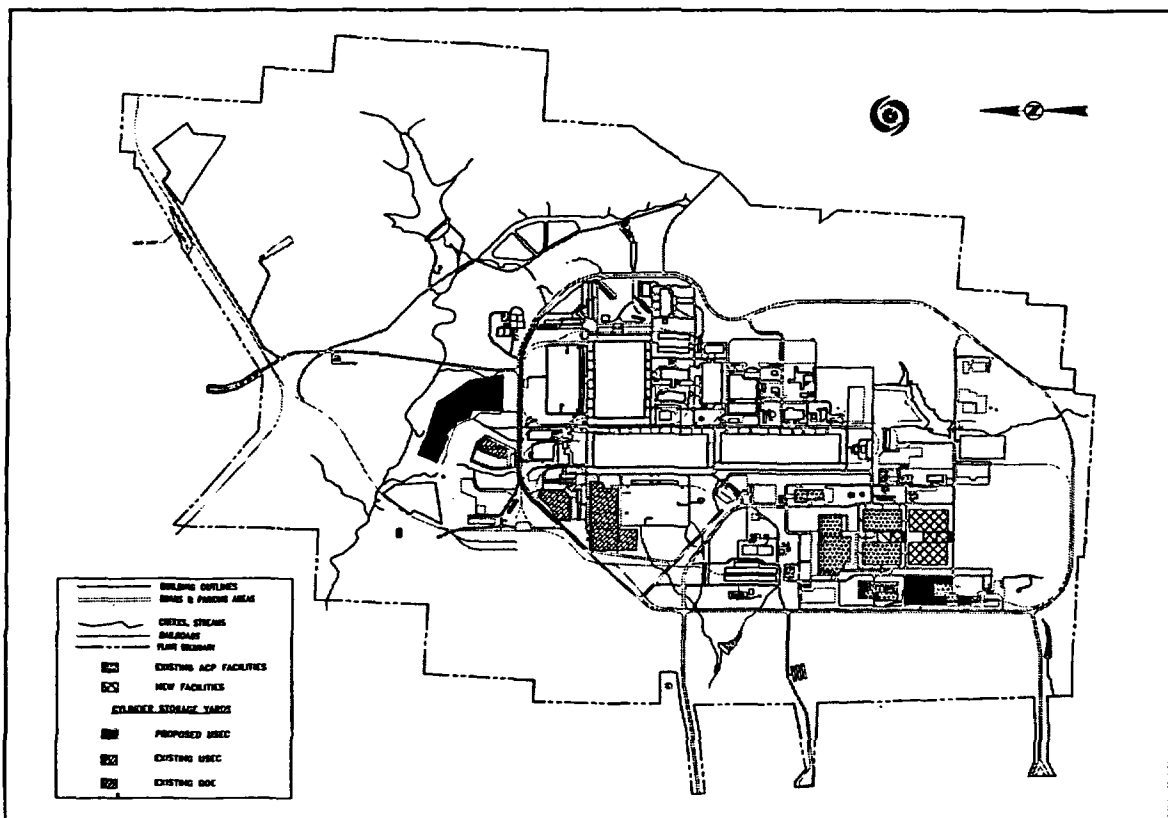 BUILDING OUTLINES
ROADS & PARKING AREAS
CREEKS, STREAMS
RAILROADS
PLANT BOUNDARY
EXISTING ACP FACILITIES
NEW FACILITIES
CYLINDER STORAGE YARDS
PROPOSED USEC
EXISTING USEC
EXISTING DOE